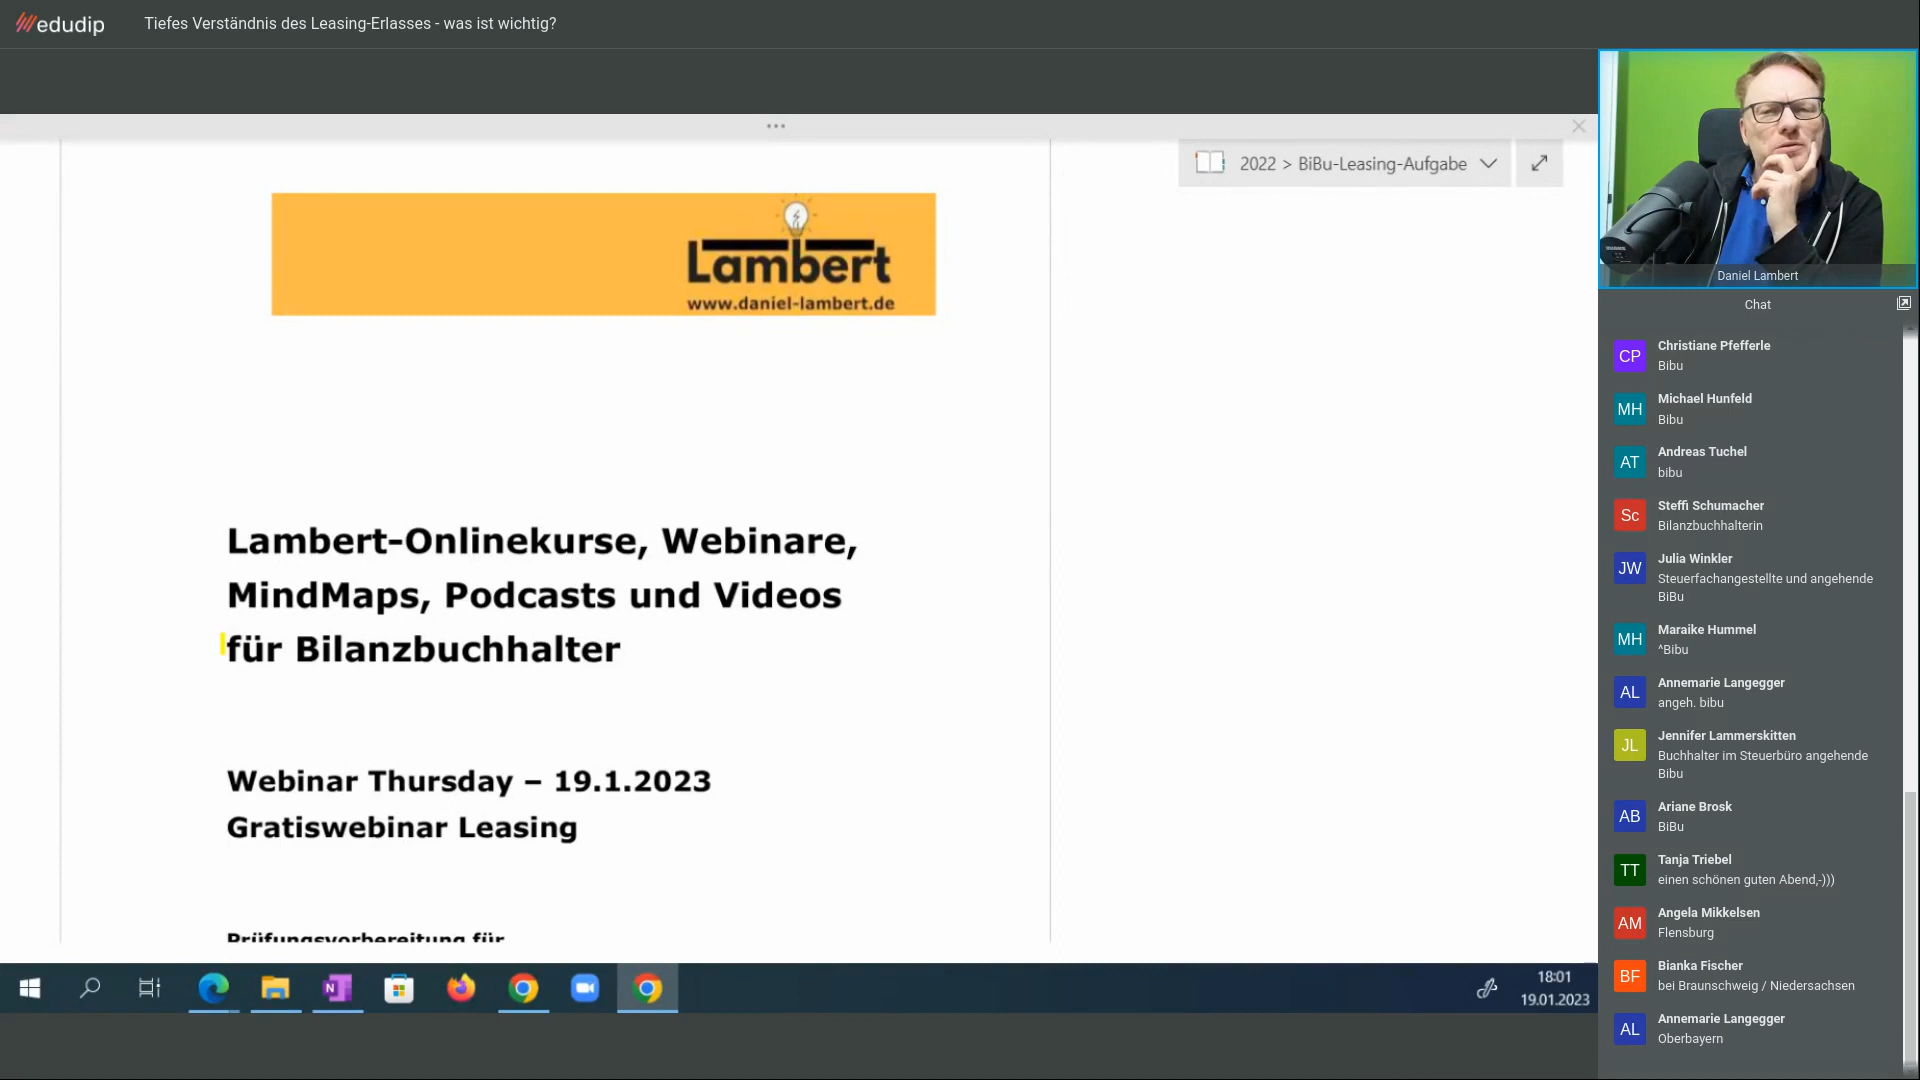 edudip
Tiefes Verständnis des Leasing-Erlasses - was ist wichtig?
2022 > BiBu-Leasing-Aufgabe
Lambert
www.daniel-lambert.de
Lambert-Onlinekurse, Webinare,
MindMaps, Podcasts und Videos
für Bilanzbuchhalter
Webinar Thursday – 19.1.2023
Gratiswebinar Leasing
Prüfungsvorbereitung für
18:01
19.01.2023
Daniel Lambert
Chat
CP
Christiane Pfefferle
Bibu
MH
Michael Hunfeld
Bibu
AT
Andreas Tuchel
bibu
Sc
Steffi Schumacher
Bilanzbuchhalterin
JW
Julia Winkler
Steuerfachangestellte und angehende
BiBu
MH
Maraike Hummel
^Bibu
AL
Annemarie Langegger
angeh. bibu
JL
Jennifer Lammerskitten
Buchhalter im Steuerbüro angehende
Bibu
AB
Ariane Brosk
BiBu
TT
Tanja Triebel
einen schönen guten Abend,-)))
AM
Angela Mikkelsen
Flensburg
BF
Bianka Fischer
bei Braunschweig / Niedersachsen
AL
Annemarie Langegger
Oberbayern